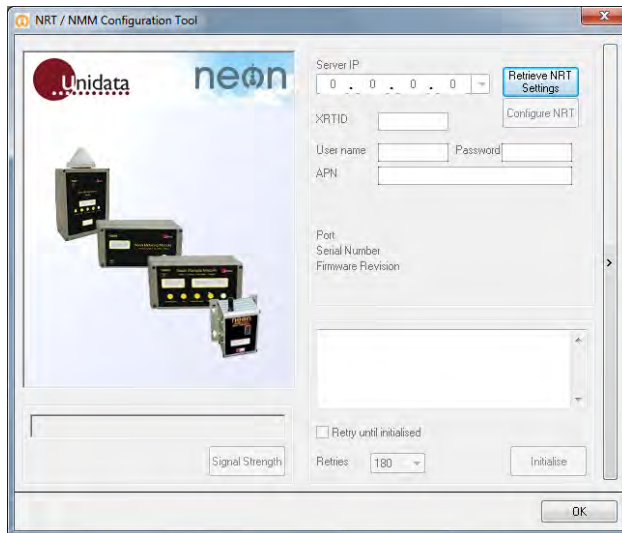 NRT / NMM Configuration Tool
Unidata
neon
Server IP
0 . 0 . 0 . 0
Retrieve NRT
Settings
XRTID
Configure NRT
User name
Password
APN
Port
Serial Number
Firmware Revision
neon
Retry until initialised
Signal Strength
Retries
180
Initialise
OK